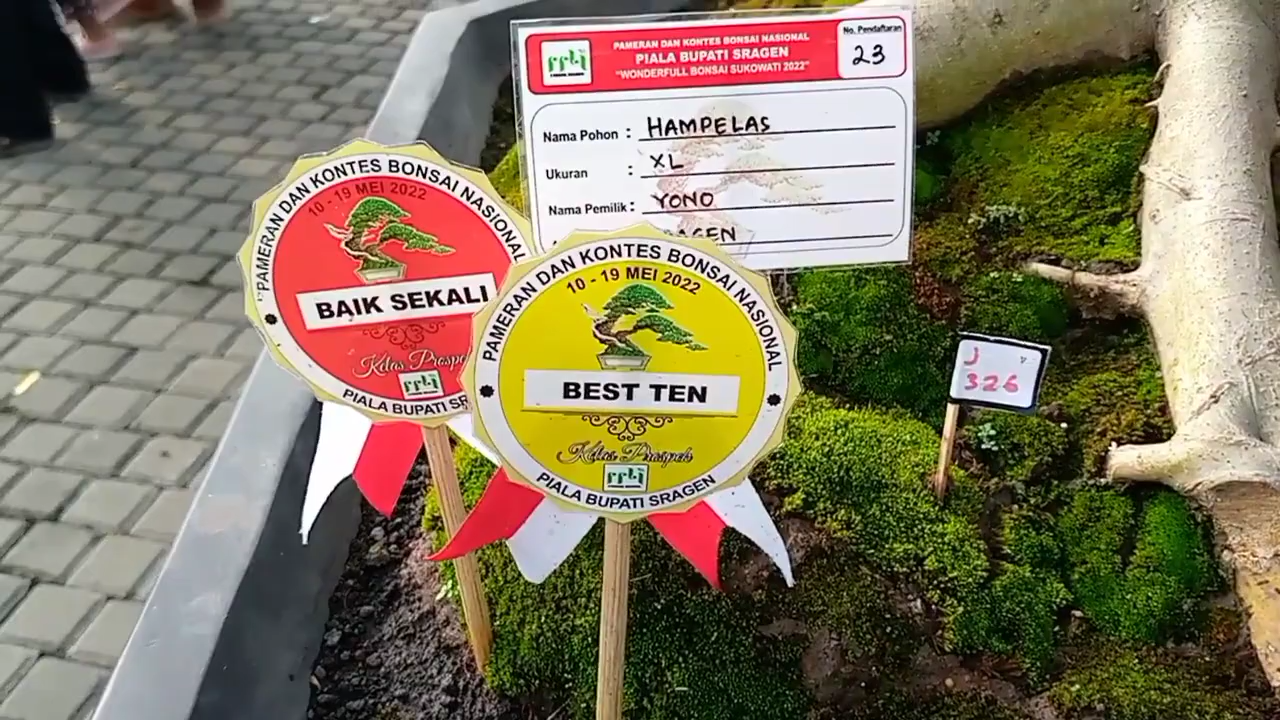 PAMERAN DAN KONTES BONSAI NASIONAL
PIALA BUPATI SRAGEN
"WONDERFULL BONSAI SUKOWATI 2022"
No. Pendaftaran
23
Nama Pohon : HAMPELAS
Ukuran : XL
Nama Pemilik : YONO
PAMERAN DAN KONTES BONSAI NASIONAL
10 - 19 MEI 2022
BAIK SEKALI
Kelas
PIALA BUPATI
PAMERAN DAN KONTES BONSAI NASIONAL
10 - 19 MEI 2022
BEST TEN
Kelas Prospek
PIALA BUPATI SRAGEN
J
326